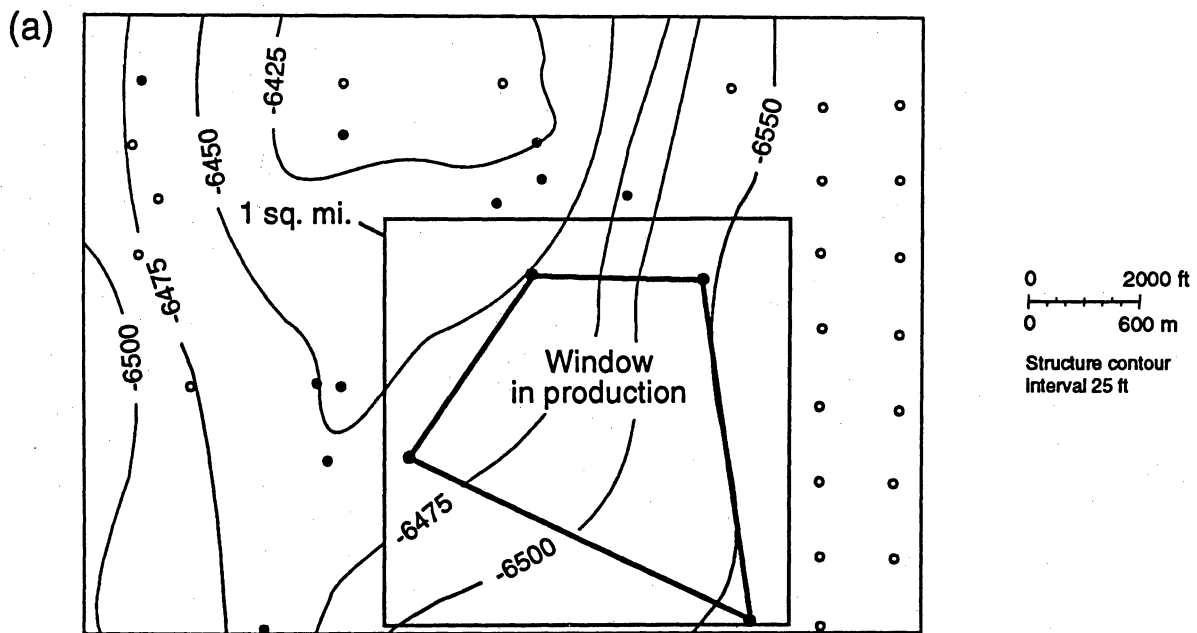 (a)
-6425
-6450
-6550
1 sq. mi.
-6475
-6500
Window
in production
-6475
-6500
0 2000 ft
0 600 m
Structure contour
Interval 25 ft